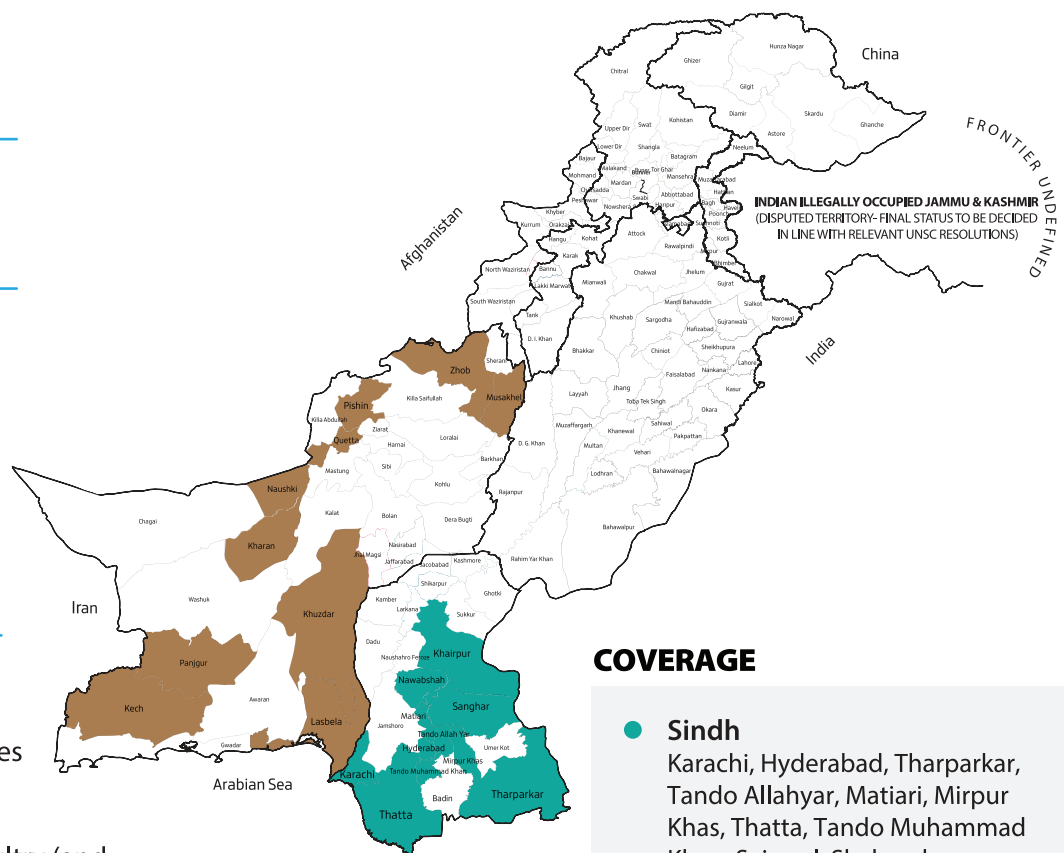 China
Hunza Nagar
Ghizer
Chitral
Gilgit
Diamir
Skardu
Ghanche
Astore
Kohistan
Upper Dir
Swat
Lower Dir
Shangla
Neelum
Bajaur
Batagram
Malakand
Tor Ghar
Mohmand
Mansehra
Mardan
Swabi
Abbottabad
Peshawar
Nowshera
Haripur
Bagh
Poonch
Kotli
Bhimber
FRONTIER UNDEFINED
INDIAN ILLEGALLY OCCUPIED JAMMU & KASHMIR
(DISPUTED TERRITORY- FINAL STATUS TO BE DECIDED
IN LINE WITH RELEVANT UNSC RESOLUTIONS)
Afghanistan
Khyber
Kurrum
Orakzai
Hangu
Kohat
Karak
Attock
Rawalpindi
North Waziristan
Bannu
Lakki Marwat
Mianwali
Chakwal
Jhelum
Gujrat
South Waziristan
Tank
Mandi Bahauddin
Sialkot
Khushab
Sargodha
Gujranwala
Narowal
Hafizabad
D. I. Khan
Bhakkar
Chiniot
Sheikhupura
Lahore
Nankana
Faisalabad
India
Sherani
Zhob
Musakhel
Killa Saifullah
Pishin
Killa Abdullah
Quetta
Ziarat
Harnai
Loralai
Layyah
Jhang
Toba Tek Singh
Kasur
Okara
Muzaffargarh
Khanewal
Sahiwal
Pakpattan
D. G. Khan
Multan
Vehari
Barkhan
Mastung
Sibi
Kohlu
Lodhran
Bahawalnagar
Rajanpur
Naushki
Chagai
Kalat
Bolan
Dera Bugti
Bahawalpur
Kharan
Nasirabad
Jhal Magsi
Jaffarabad
Jacobabad
Kashmore
Rahim Yar Khan
Iran
Washuk
Khuzdar
Kamber
Shikarpur
Ghotki
Larkana
Sukkur
Dadu
Naushahro Feroze
Khairpur
Panjgur
Kech
Awaran
Nawabshah
Sanghar
Lasbela
Gwadar
Matiari
Jamshoro
Tando Allah Yar
Hyderabad
Umer Kot
Mirpur Khas
Karachi
Tando Muhammad Khan
Badin
Tharparkar
Thatta
Arabian Sea
es
COVERAGE
Sindh
Karachi, Hyderabad, Tharparkar,
Tando Allahyar, Matiari, Mirpur
Khas, Thatta, Tando Muhammad